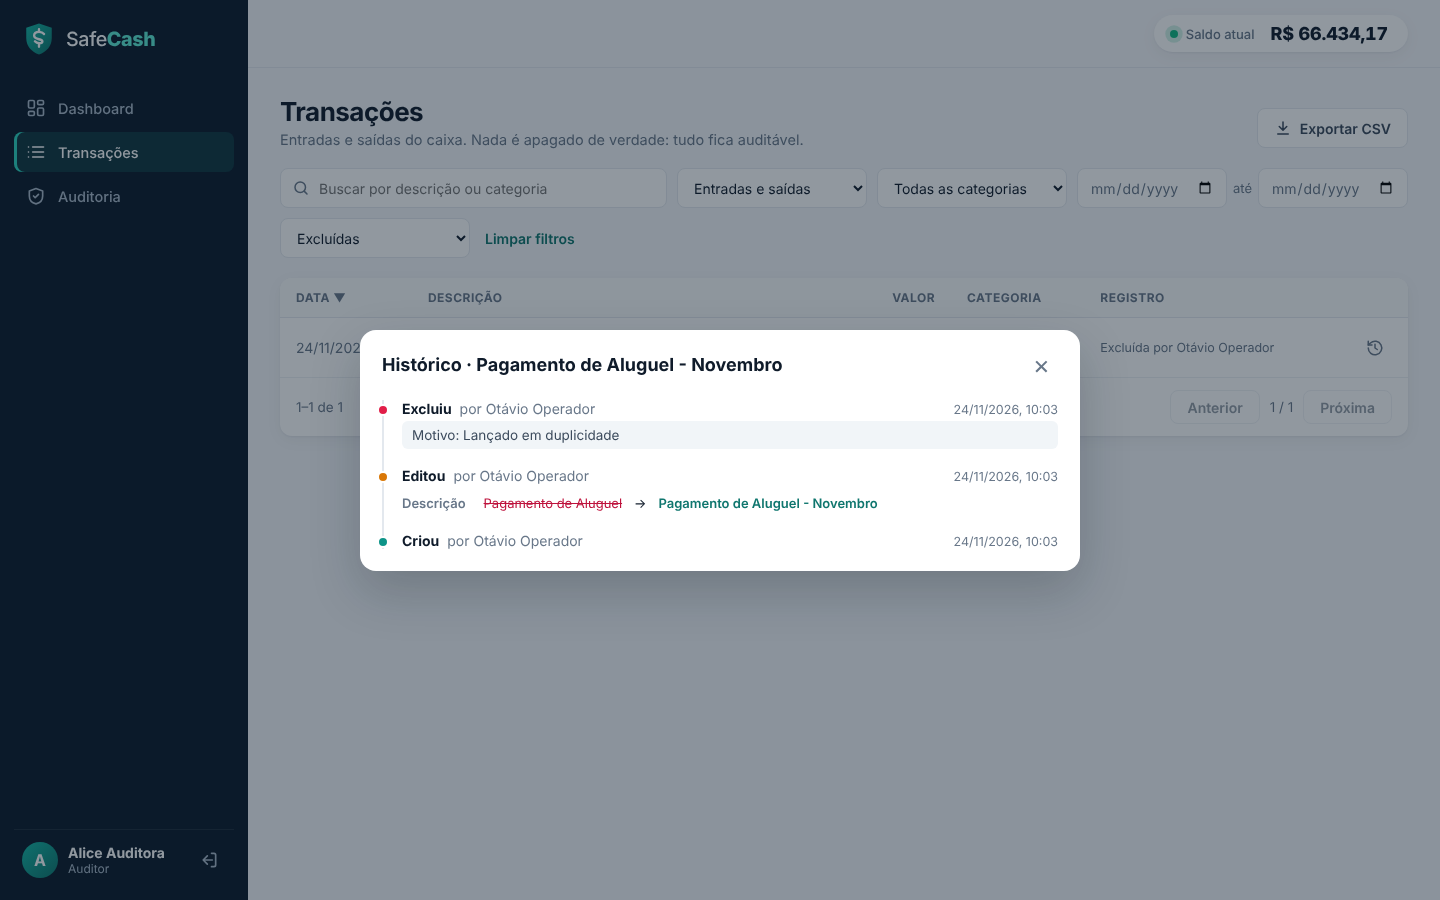 SafeCash
Saldo atual R$ 66.434,17
Dashboard
Transações
Auditoria
Transações
Entradas e saídas do caixa. Nada é apagado de verdade: tudo fica auditável.
Exportar CSV
Buscar por descrição ou categoria
Entradas e saídas
Todas as categorias
mm/dd/yyyy até mm/dd/yyyy
Excluídas
Limpar filtros
DATA ▼ DESCRIÇÃO VALOR CATEGORIA REGISTRO
24/11/202 Excluída por Otávio Operador
1–1 de 1 Anterior 1 / 1 Próxima
Histórico · Pagamento de Aluguel - Novembro
Excluiu por Otávio Operador 24/11/2026, 10:03
Motivo: Lançado em duplicidade
Editou por Otávio Operador 24/11/2026, 10:03
Descrição Pagamento de Aluguel → Pagamento de Aluguel - Novembro
Criou por Otávio Operador 24/11/2026, 10:03
A Alice Auditora
Auditor